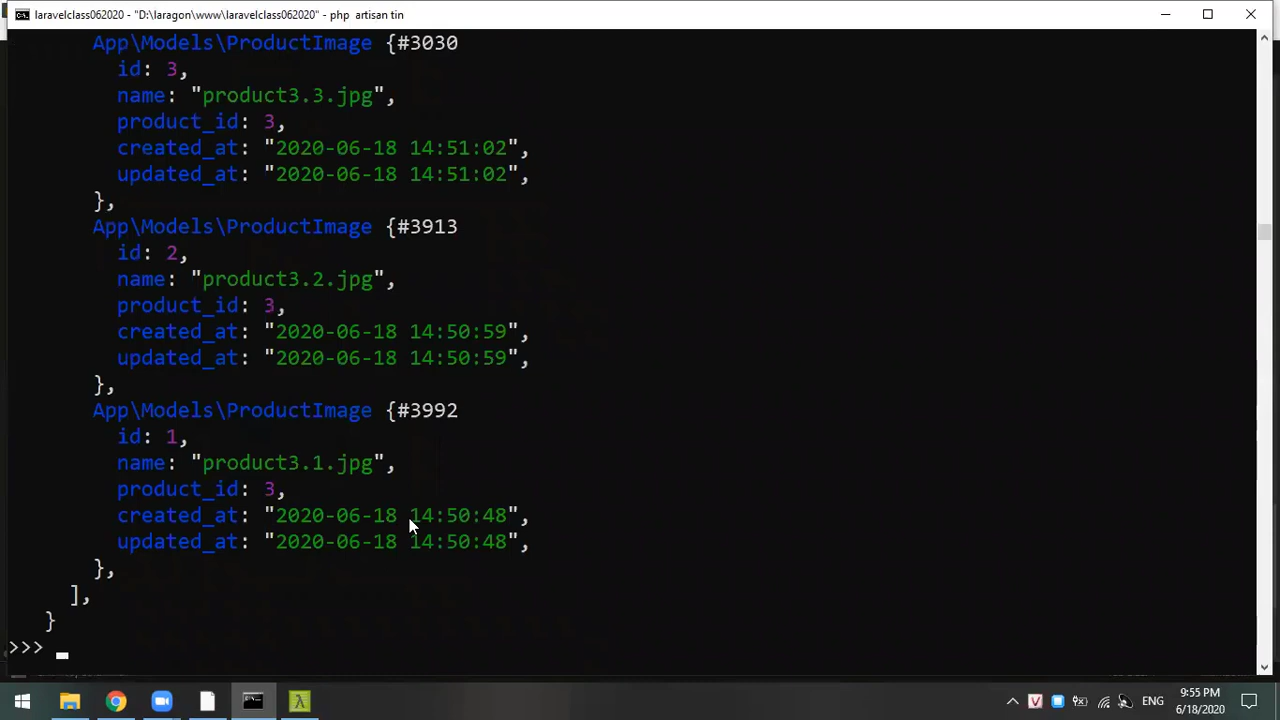 laravelclass062020 - "D:\laragon\www\laravelclass062020" - php  artisan tin
App\Models\ProductImage {#3030
id: 3,
name: "product3.3.jpg",
product_id: 3,
created_at: "2020-06-18 14:51:02",
updated_at: "2020-06-18 14:51:02",
},
App\Models\ProductImage {#3913
id: 2,
name: "product3.2.jpg",
product_id: 3,
created_at: "2020-06-18 14:50:59",
updated_at: "2020-06-18 14:50:59",
},
App\Models\ProductImage {#3992
id: 1,
name: "product3.1.jpg",
product_id: 3,
created_at: "2020-06-18 14:50:48",
updated_at: "2020-06-18 14:50:48",
},
],
}
>>>
ENG
9:55 PM
6/18/2020